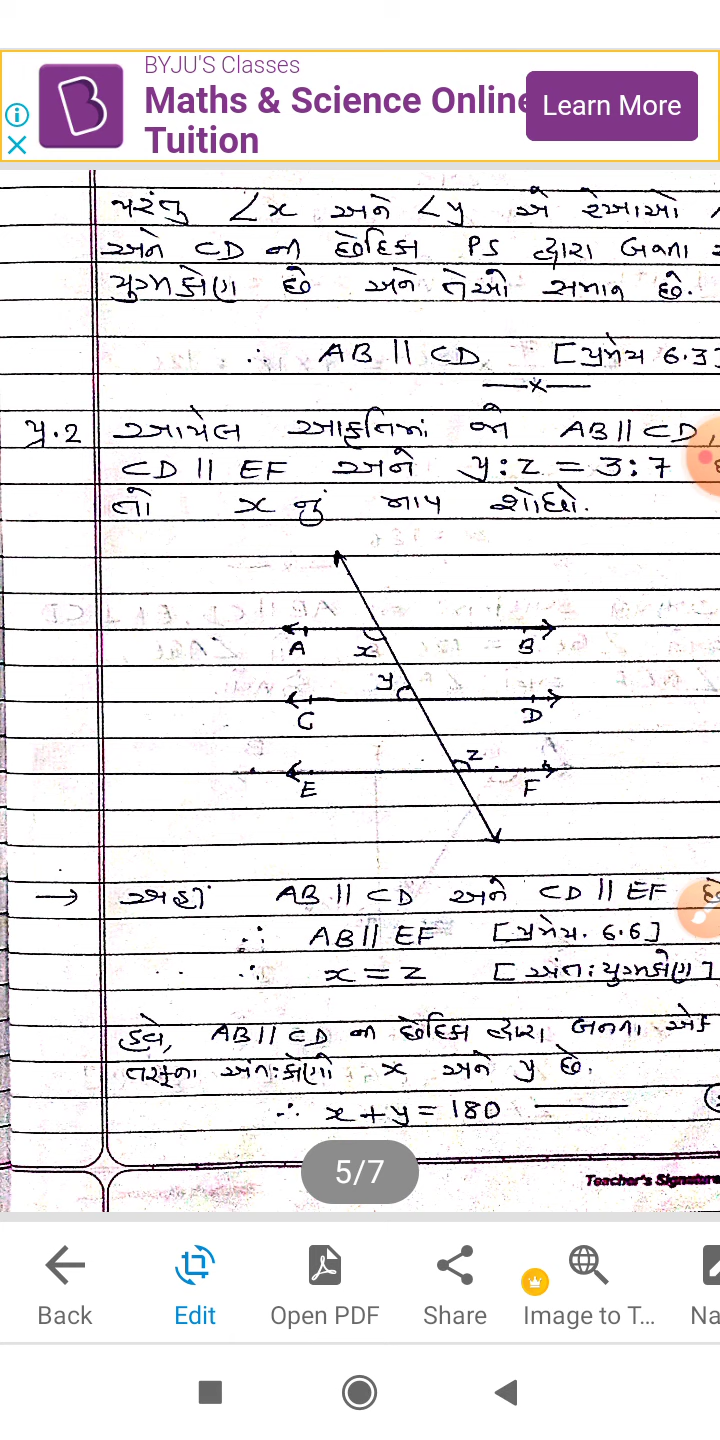 BYJU'S Classes
Maths & Science Online
Tuition
Learn More
પરંતુ ∠x અને ∠y એ રેખાઓ
અને CD ની છેદિકા PS દ્વારા બનતા
યુગ્મકોણ છે અને તેઓ સમાન છે.
∴ AB || CD [પ્રમેય 6.3]
—x—
પ્ર.2 આપેલ આકૃતિમાં જો AB || CD,
CD || EF અને y : z = 3 : 7
તો x નું માપ શોધો.
A x B
y
C D
z
E F
→ અહીં AB || CD અને CD || EF છે
∴ AB || EF [પ્રમેય. 6.6]
∴ x = z [અંતઃયુગ્મકોણ]
હવે, AB || CD ની છેદિકા દ્વારા બનતા એક
તરફના અંતઃકોણો x અને y છે.
∴ x + y = 180 ———
5/7
Teacher's Signature
Back Edit Open PDF Share Image to T... Na